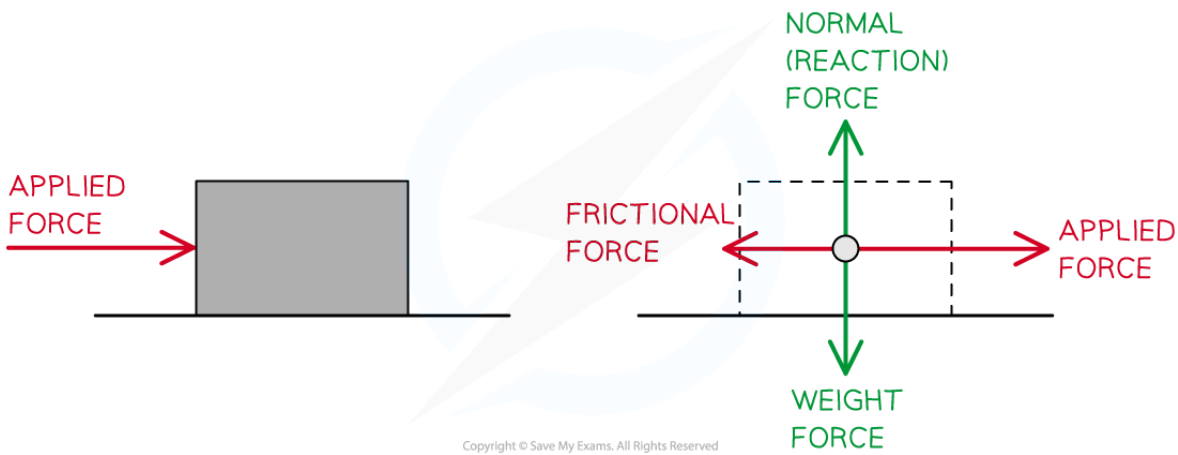 APPLIED
FORCE
NORMAL
(REACTION)
FORCE
FRICTIONAL
FORCE
APPLIED
FORCE
WEIGHT
FORCE
Copyright © Save My Exams. All Rights Reserved